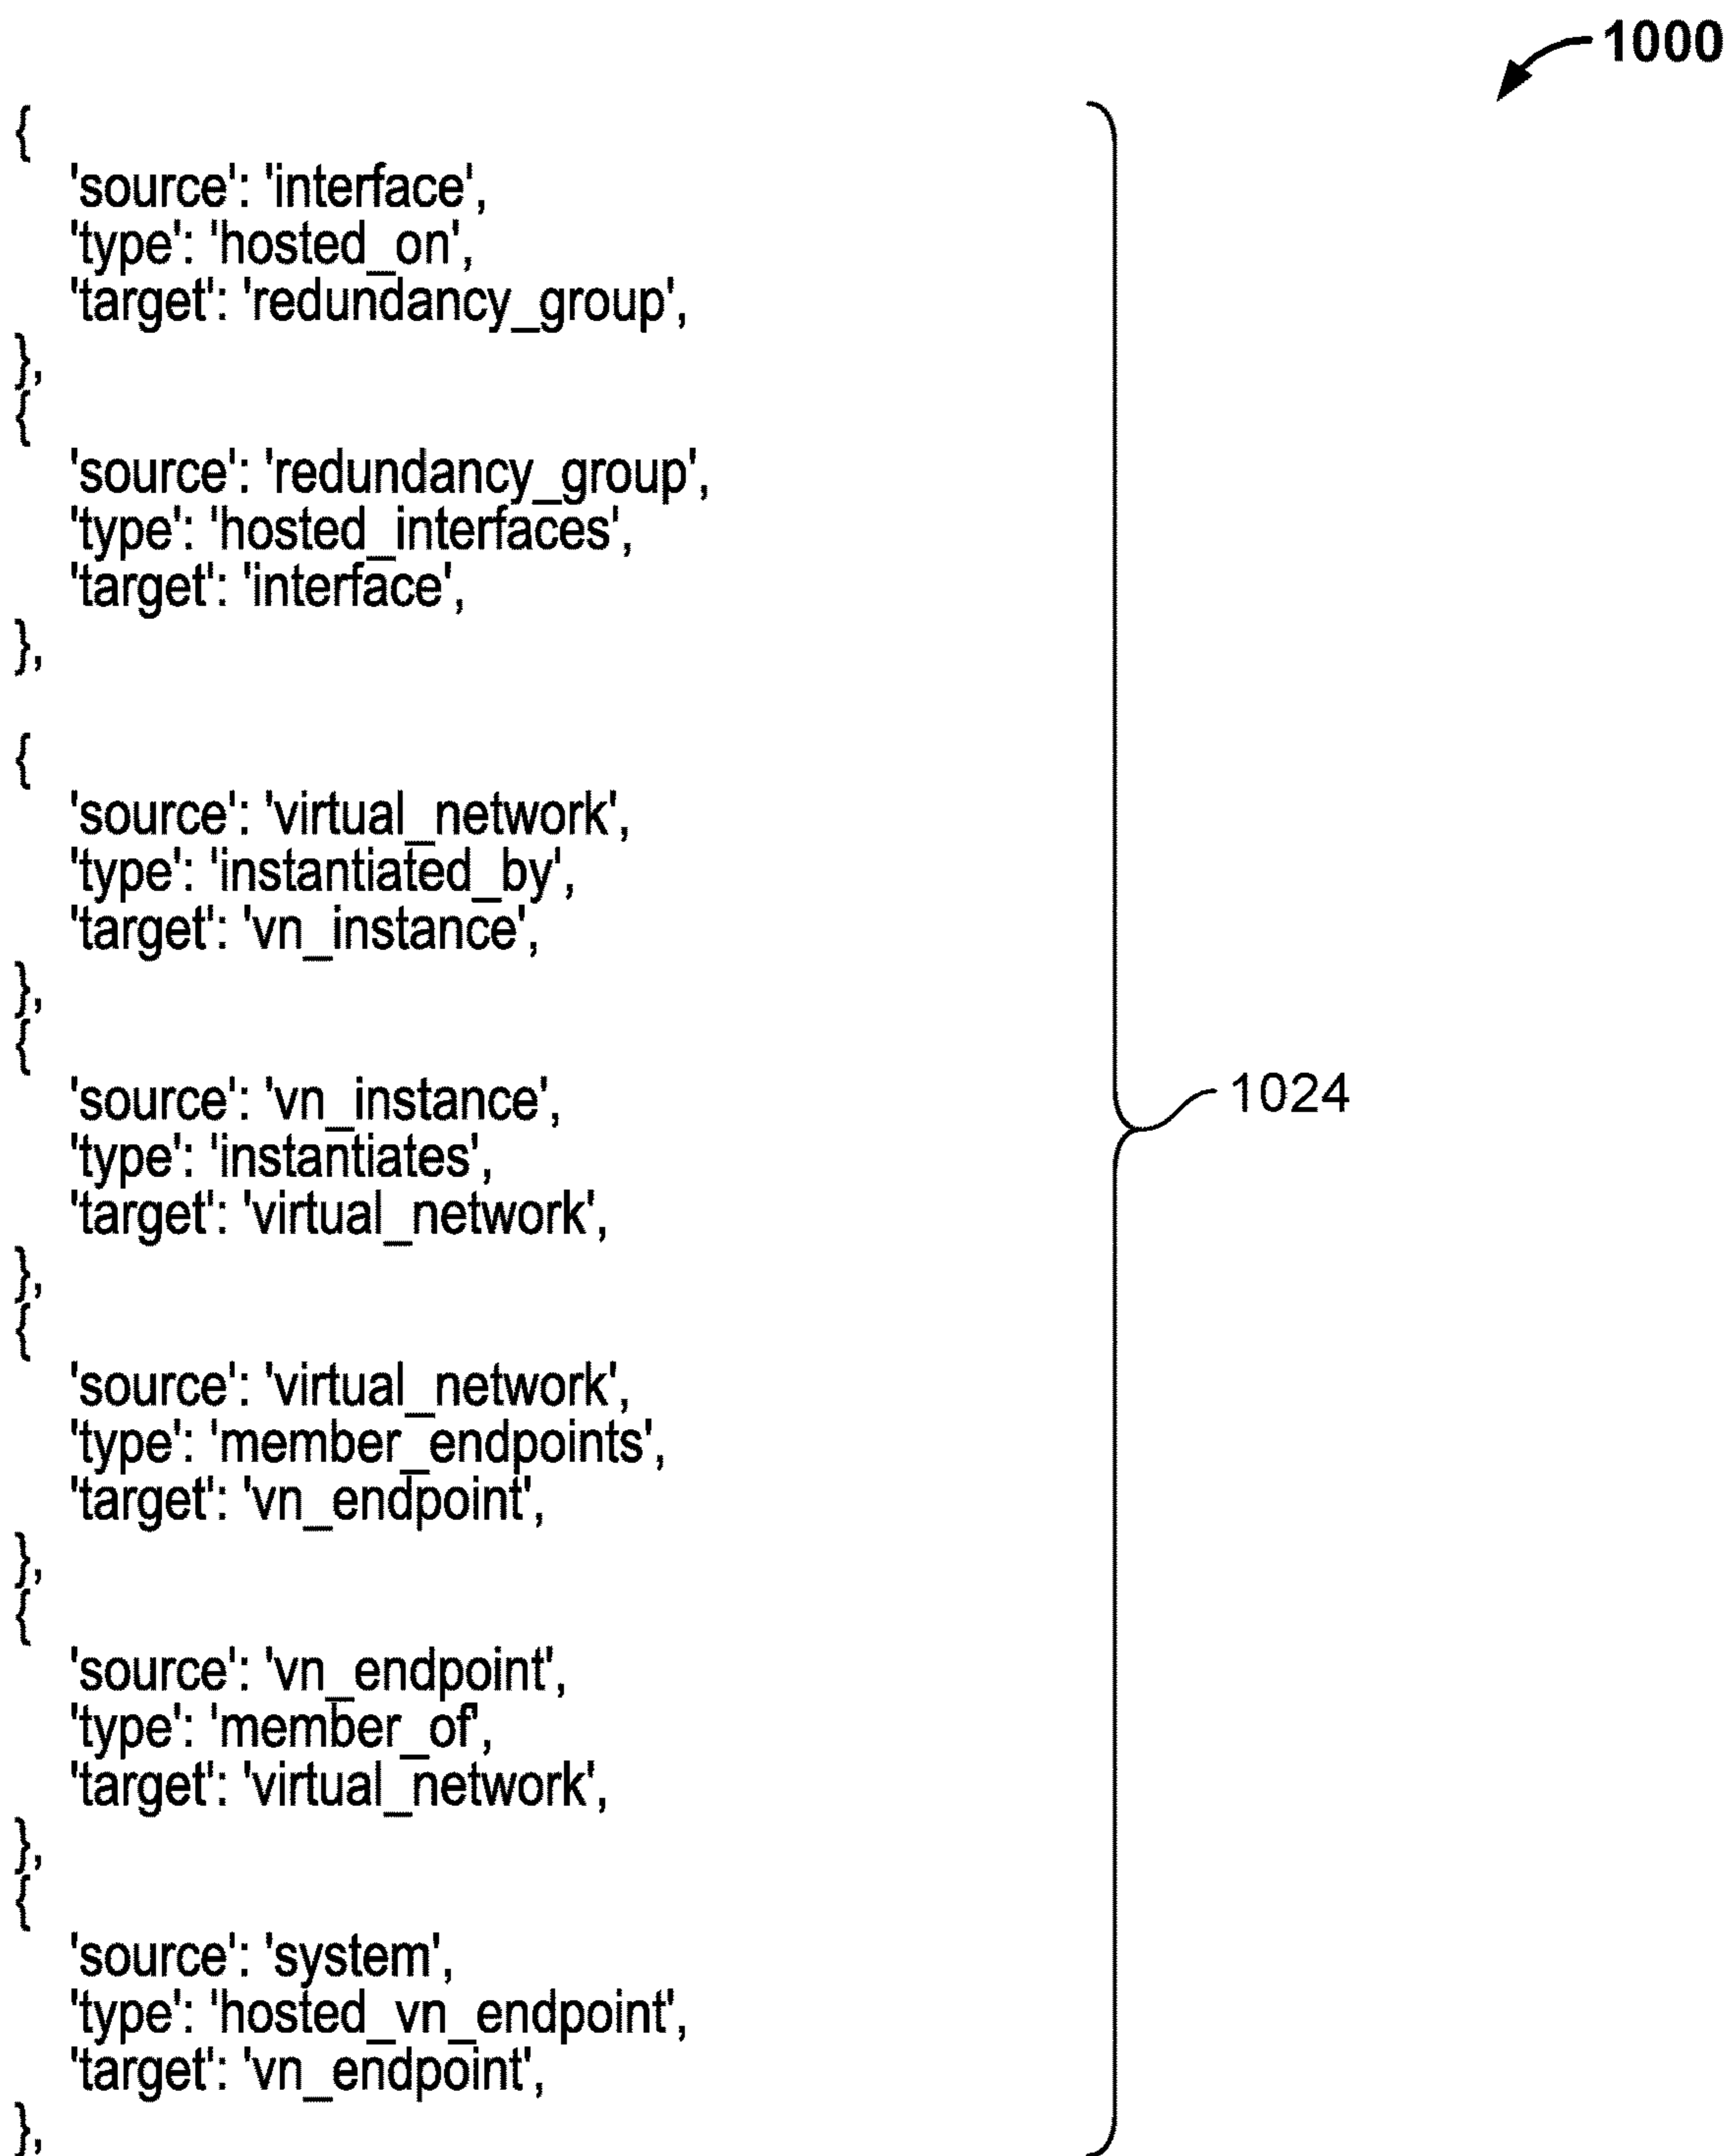 1000
{
'source': 'interface',
'type': 'hosted_on',
'target': 'redundancy_group',
},
{
'source': 'redundancy_group',
'type': 'hosted_interfaces',
'target': 'interface',
},
{
'source': 'virtual_network',
'type': 'instantiated_by',
'target': 'vn_instance',
},
{
'source': 'vn_instance',
'type': 'instantiates',
'target': 'virtual_network',
},
{
'source': 'virtual_network',
'type': 'member_endpoints',
'target': 'vn_endpoint',
},
{
'source': 'vn_endpoint',
'type': 'member_of',
'target': 'virtual_network',
},
{
'source': 'system',
'type': 'hosted_vn_endpoint',
'target': 'vn_endpoint',
},
1024